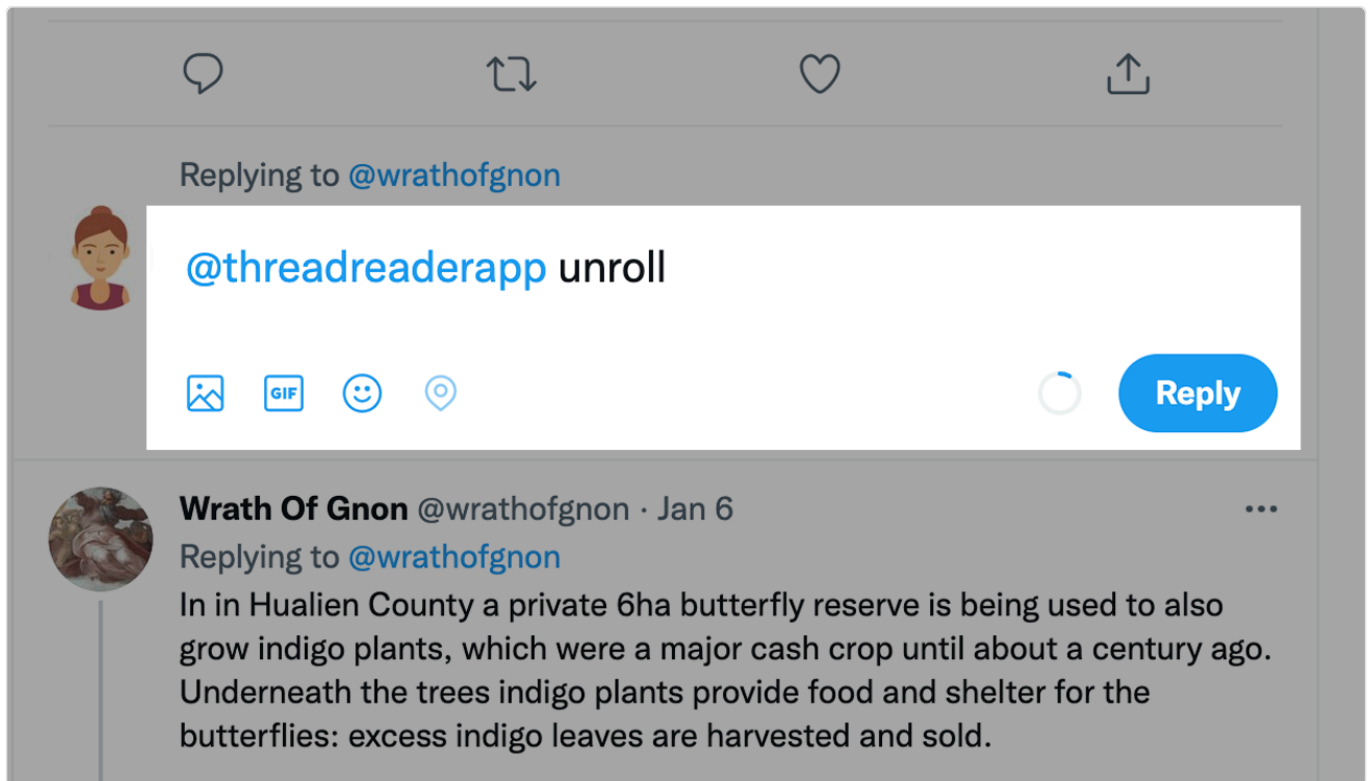 Replying to @wrathofgnon
@threadreaderapp unroll
GIF
Reply
Wrath Of Gnon @wrathofgnon · Jan 6
Replying to @wrathofgnon
In in Hualien County a private 6ha butterfly reserve is being used to also
grow indigo plants, which were a major cash crop until about a century ago.
Underneath the trees indigo plants provide food and shelter for the
butterflies: excess indigo leaves are harvested and sold.